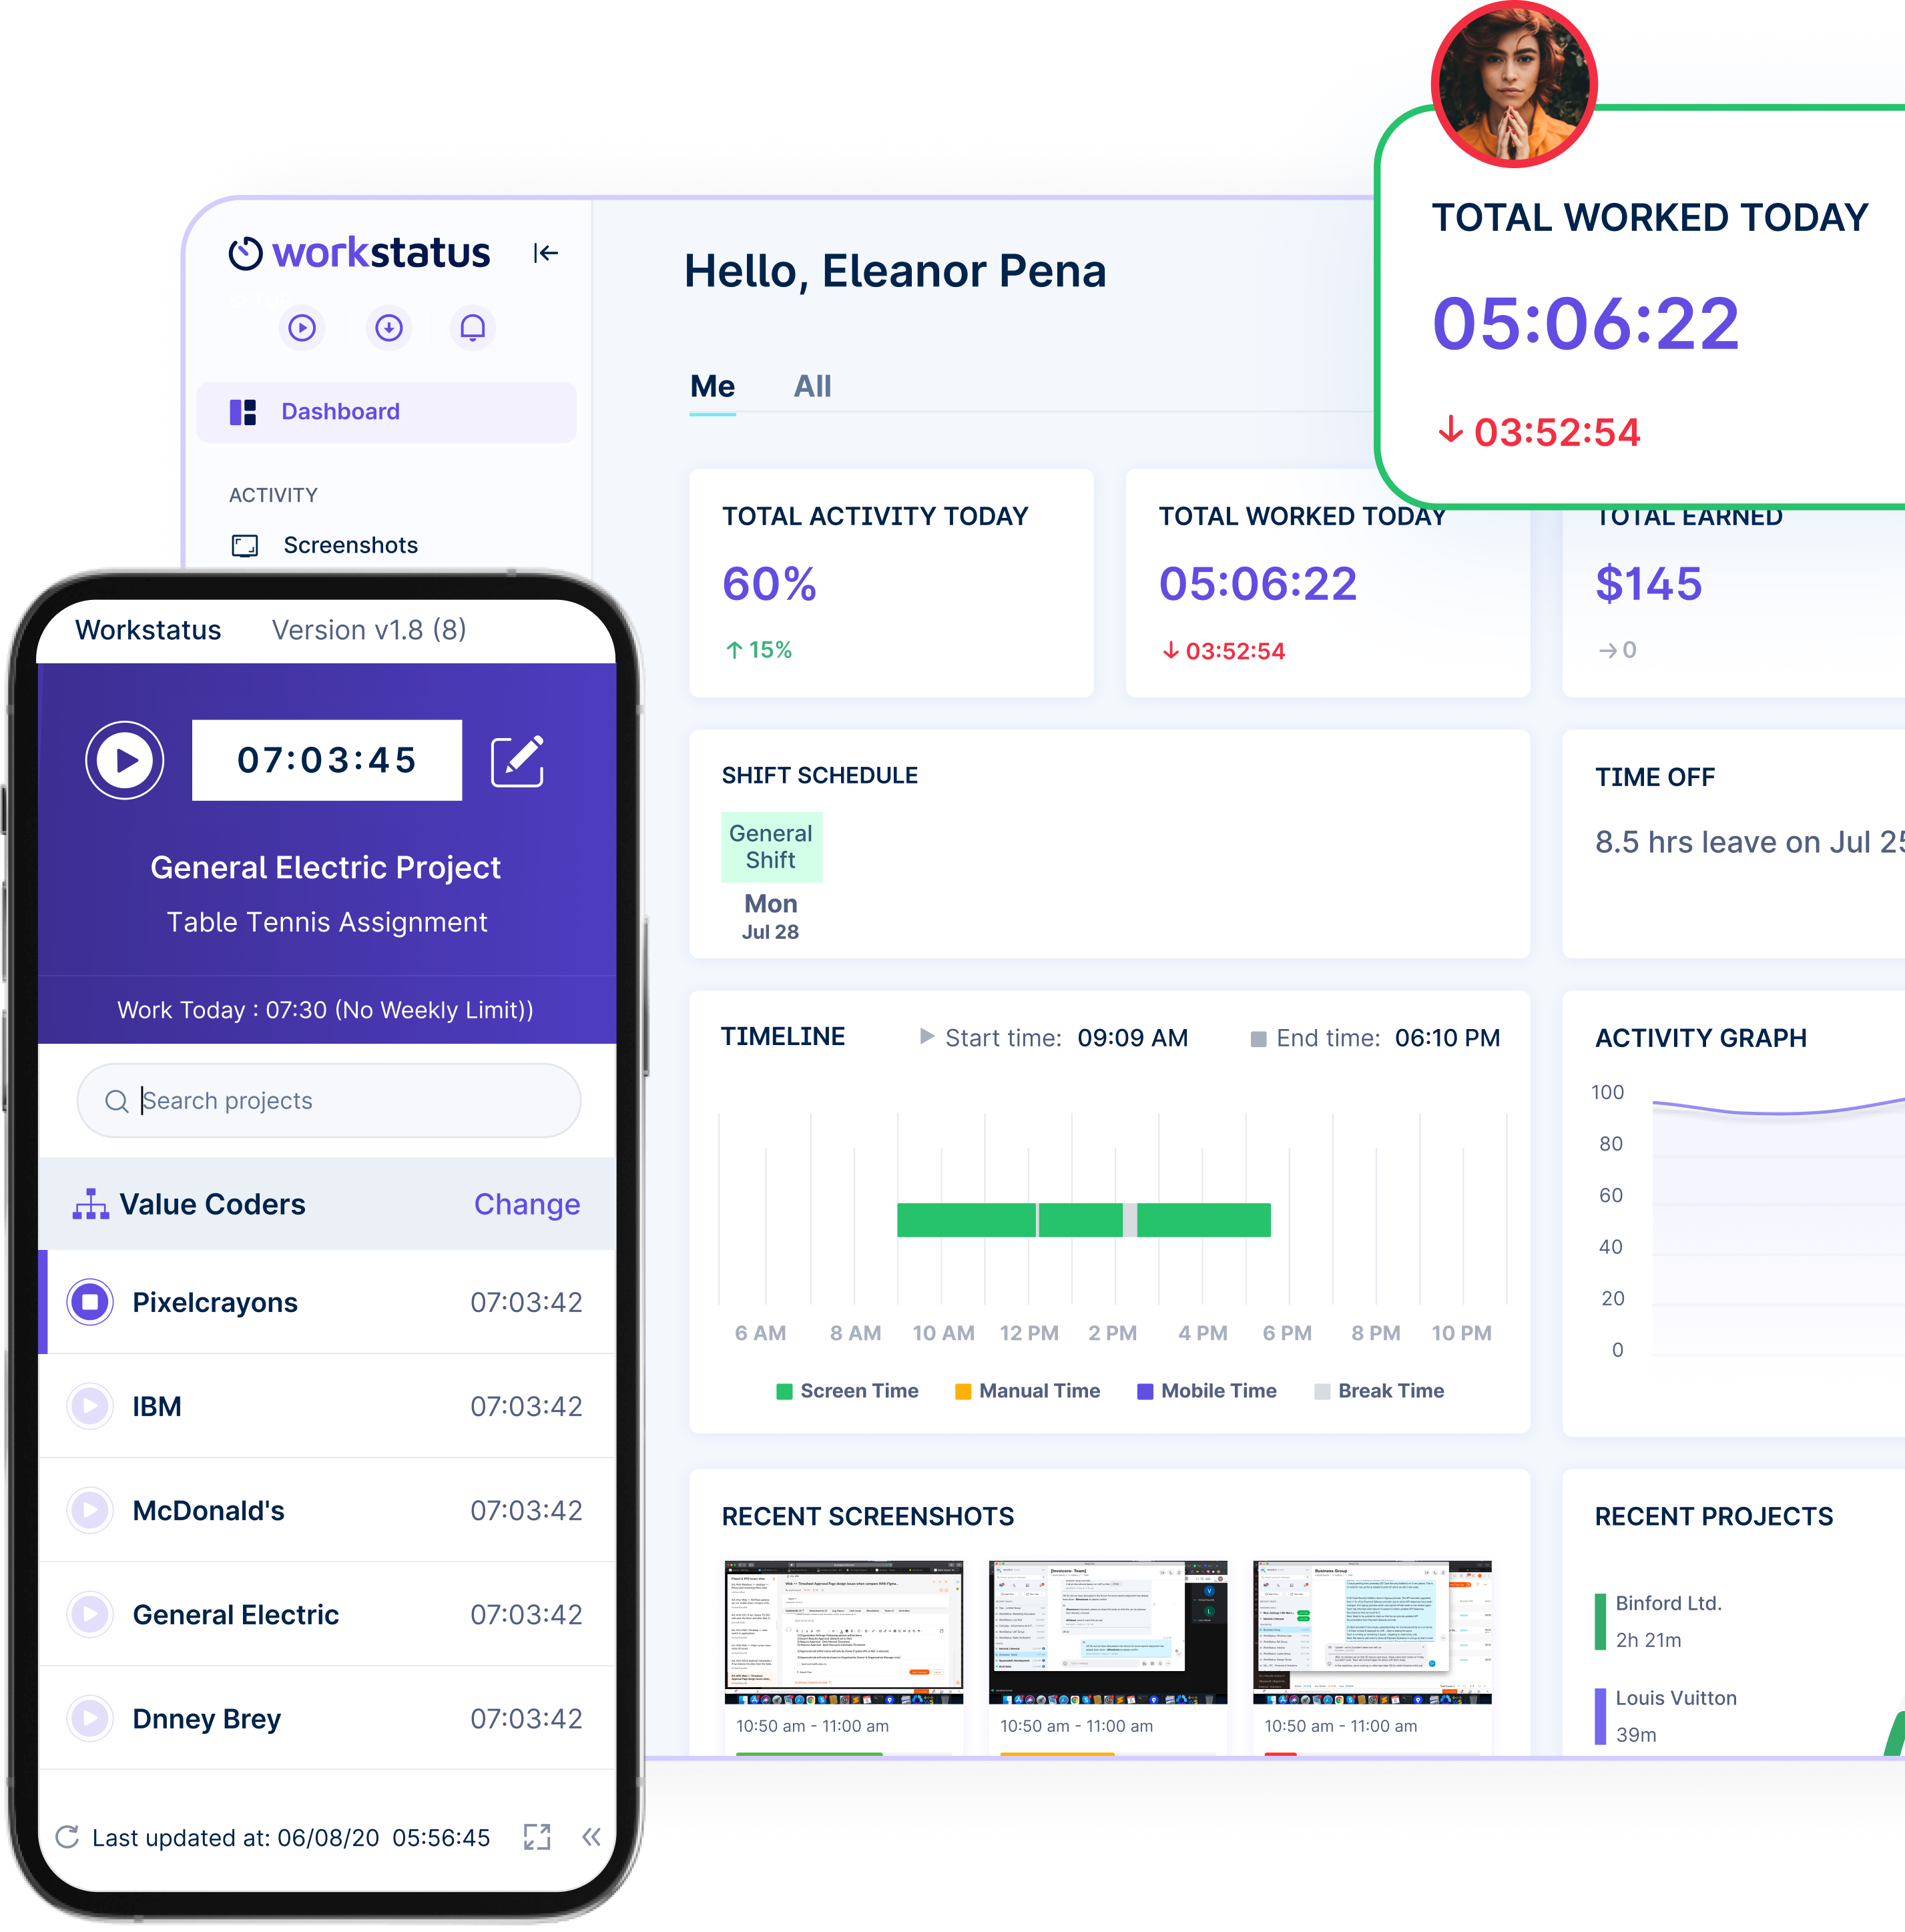 TOTAL WORKED TODAY
05:06:22
03:52:54
workstatus
Hello, Eleanor Pena
Me
All
Dashboard
ACTIVITY
Screenshots
TOTAL ACTIVITY TODAY
60%
15%
TOTAL WORKED TODAY
05:06:22
03:52:54
TOTAL EARNED
$145
0
SHIFT SCHEDULE
General
Shift
Mon
Jul 28
TIME OFF
8.5 hrs leave on Jul 25
TIMELINE
Start time: 09:09 AM
End time: 06:10 PM
6 AM 8 AM 10 AM 12 PM 2 PM 4 PM 6 PM 8 PM 10 PM
Screen Time
Manual Time
Mobile Time
Break Time
ACTIVITY GRAPH
100
80
60
40
20
0
RECENT SCREENSHOTS
10:50 am - 11:00 am
10:50 am - 11:00 am
10:50 am - 11:00 am
RECENT PROJECTS
Binford Ltd.
2h 21m
Louis Vuitton
39m
Workstatus
Version v1.8 (8)
07:03:45
General Electric Project
Table Tennis Assignment
Work Today : 07:30 (No Weekly Limit))
Search projects
Value Coders
Change
Pixelcrayons 07:03:42
IBM 07:03:42
McDonald's 07:03:42
General Electric 07:03:42
Dnney Brey 07:03:42
Last updated at: 06/08/20 05:56:45